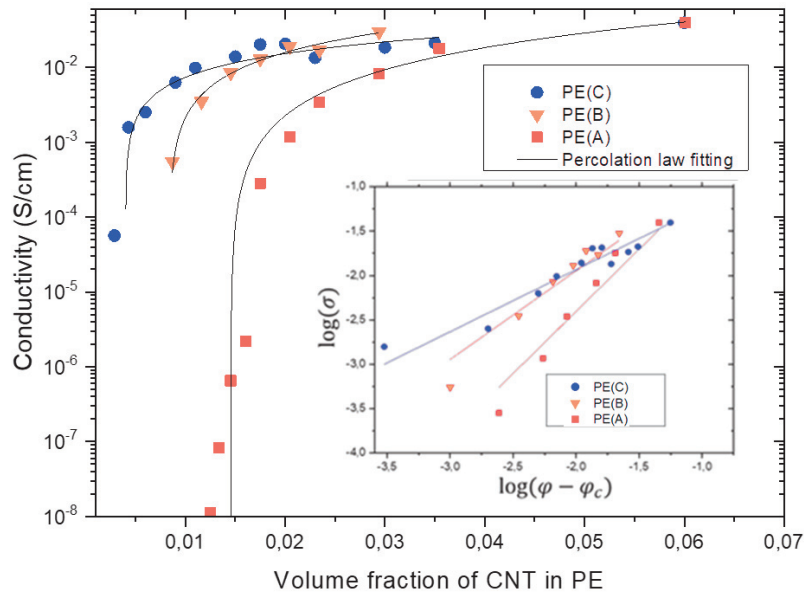 10⁻²
10⁻³
10⁻⁴
10⁻⁵
10⁻⁶
10⁻⁷
10⁻⁸
Conductivity (S/cm)
0,01 0,02 0,03 0,04 0,05 0,06 0,07
Volume fraction of CNT in PE
PE(C)
PE(B)
PE(A)
Percolation law fitting
-1,0
-1,5
-2,0
-2,5
-3,0
-3,5
-4,0
log(σ)
-3,5 -3,0 -2,5 -2,0 -1,5 -1,0
log(φ − φc)
PE(C)
PE(B)
PE(A)